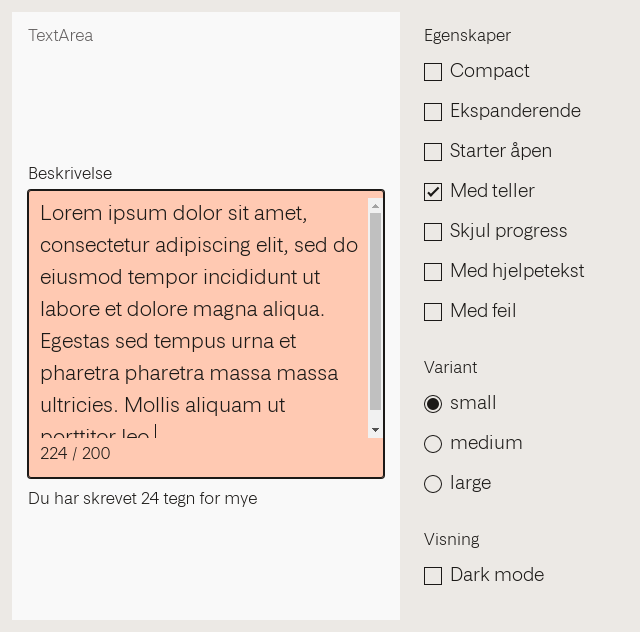 TextArea
Beskrivelse
Lorem ipsum dolor sit amet,
consectetur adipiscing elit, sed do
eiusmod tempor incididunt ut
labore et dolore magna aliqua.
Egestas sed tempus urna et
pharetra pharetra massa massa
ultricies. Mollis aliquam ut
porttitor leo.
224 / 200
Du har skrevet 24 tegn for mye
Egenskaper
Compact
Ekspanderende
Starter åpen
Med teller
Skjul progress
Med hjelpetekst
Med feil
Variant
small
medium
large
Visning
Dark mode